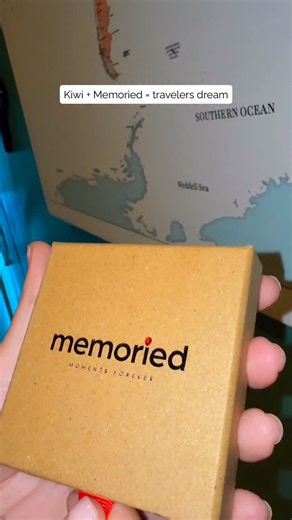 Kiwi + Memoried = travelers dream
SOUTHERN OCEAN
Weddell Sea
memoried
MOMENTS FOREVER